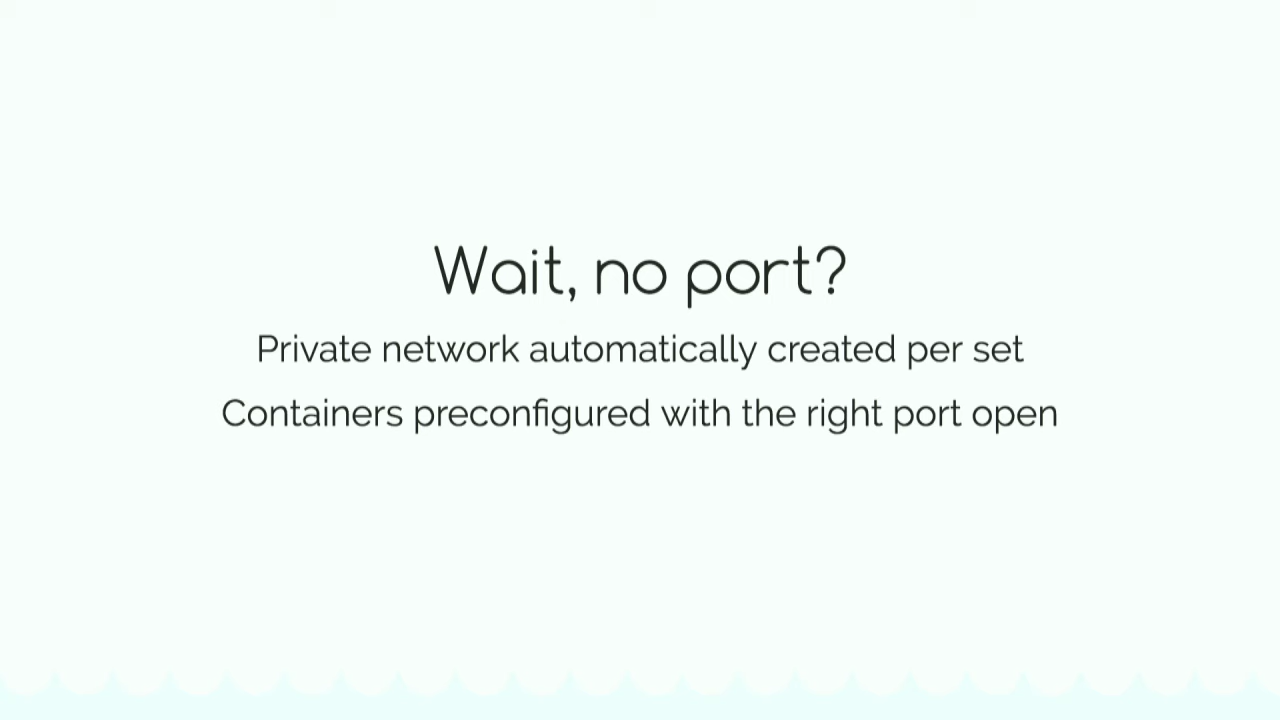 Wait, no port?
Private network automatically created per set
Containers preconfigured with the right port open